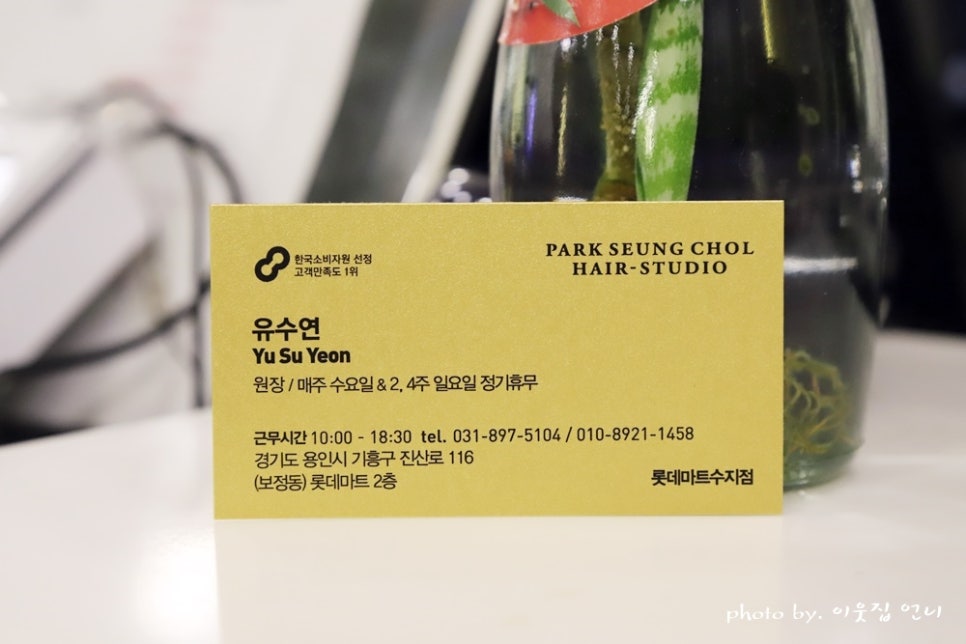 한국소비자원 선정
고객만족도 1위
PARK SEUNG CHOL
HAIR-STUDIO
유수연
Yu Su Yeon
원장 / 매주 수요일 & 2, 4주 일요일 정기휴무
근무시간 10:00 - 18:30 tel. 031-897-5104 / 010-8921-1458
경기도 용인시 기흥구 진산로 116
(보정동) 롯데마트 2층
롯데마트수지점
photo by. 이웃집 언니